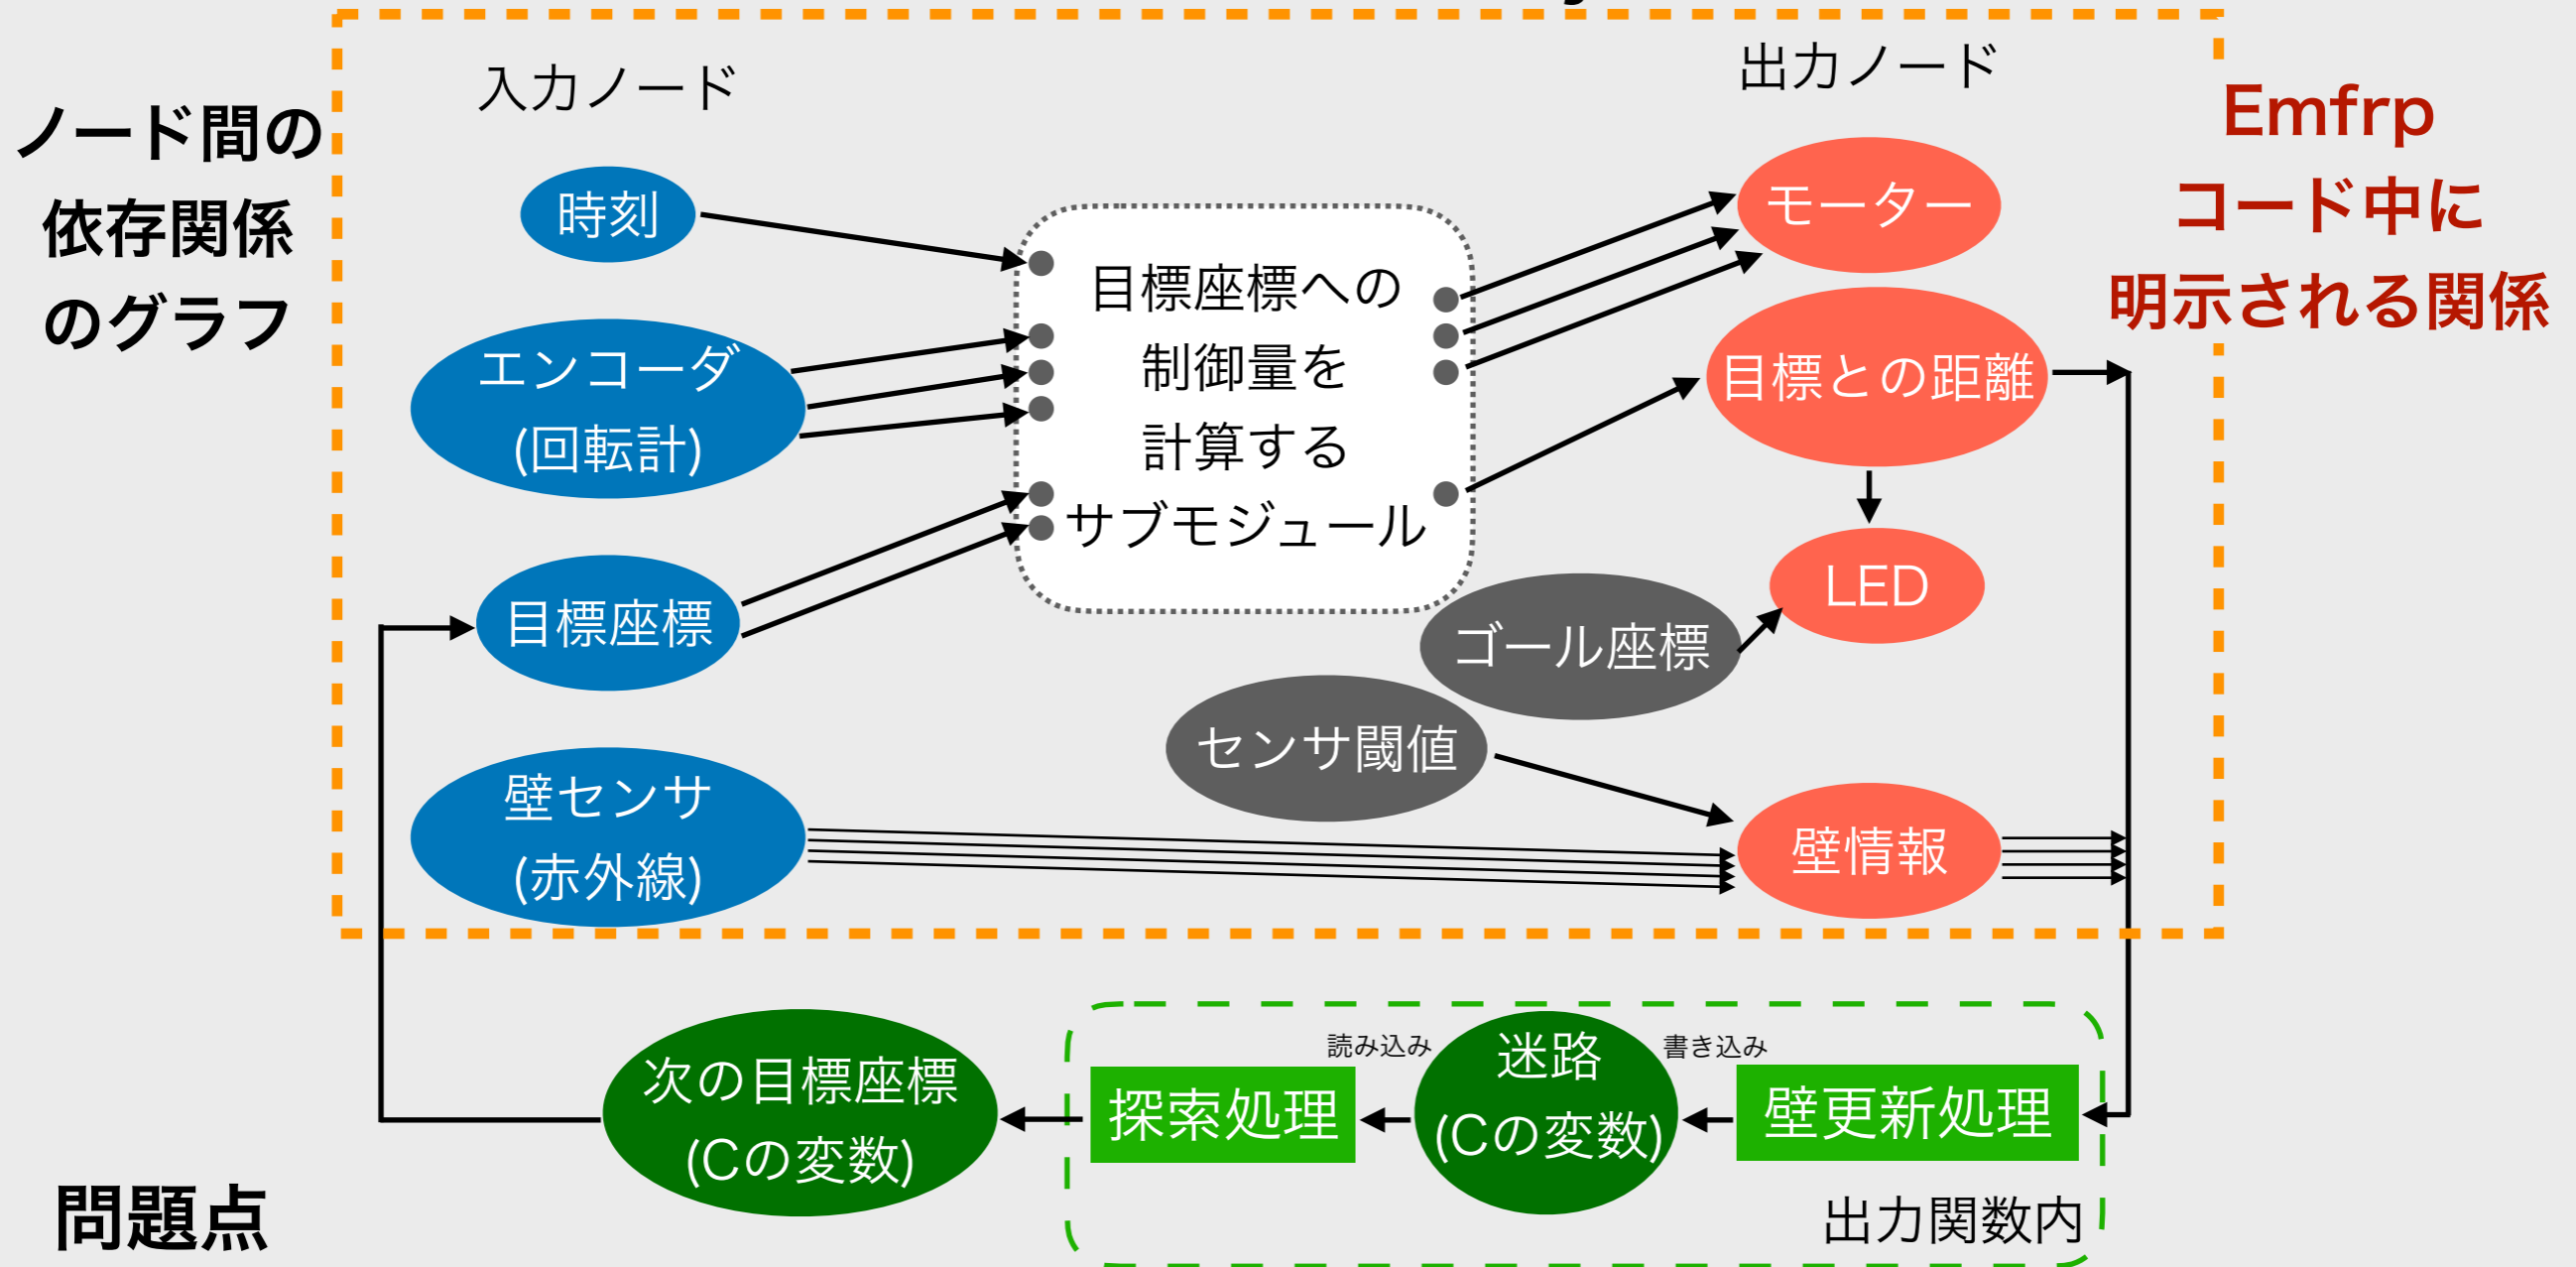 ノード間の
依存関係
のグラフ
入力ノード
出力ノード
Emfrp
コード中に
明示される関係
時刻
エンコーダ
(回転計)
目標座標
壁センサ
(赤外線)
目標座標への
制御量を
計算する
サブモジュール
モーター
目標との距離
LED
ゴール座標
センサ閾値
壁情報
次の目標座標
(Cの変数)
探索処理
読み込み
迷路
(Cの変数)
書き込み
壁更新処理
出力関数内
問題点